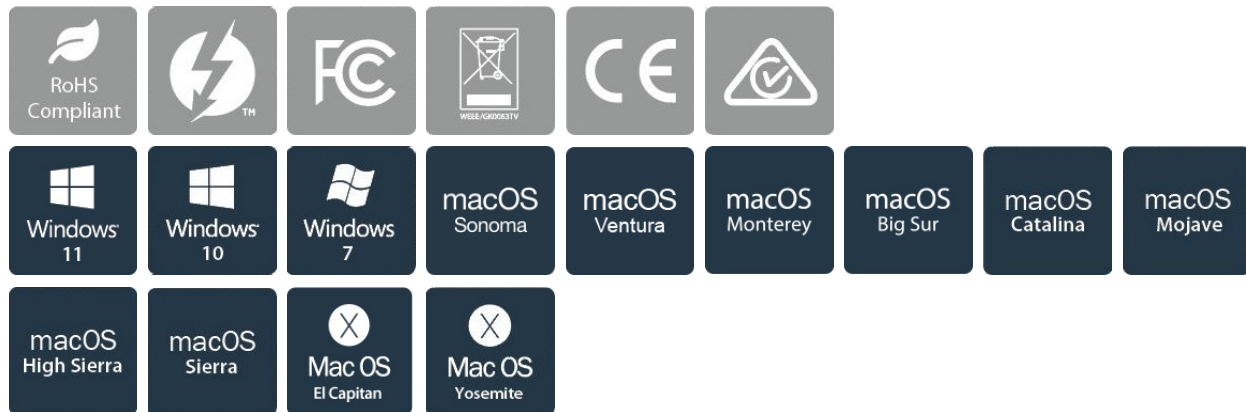 RoHS
Compliant
TM
FC
WEEE/GK0083TV
CE
Windows
11
Windows
10
Windows
7
macOS
Sonoma
macOS
Ventura
macOS
Monterey
macOS
Big Sur
macOS
Catalina
macOS
Mojave
macOS
High Sierra
macOS
Sierra
X
Mac OS
El Capitan
X
Mac OS
Yosemite